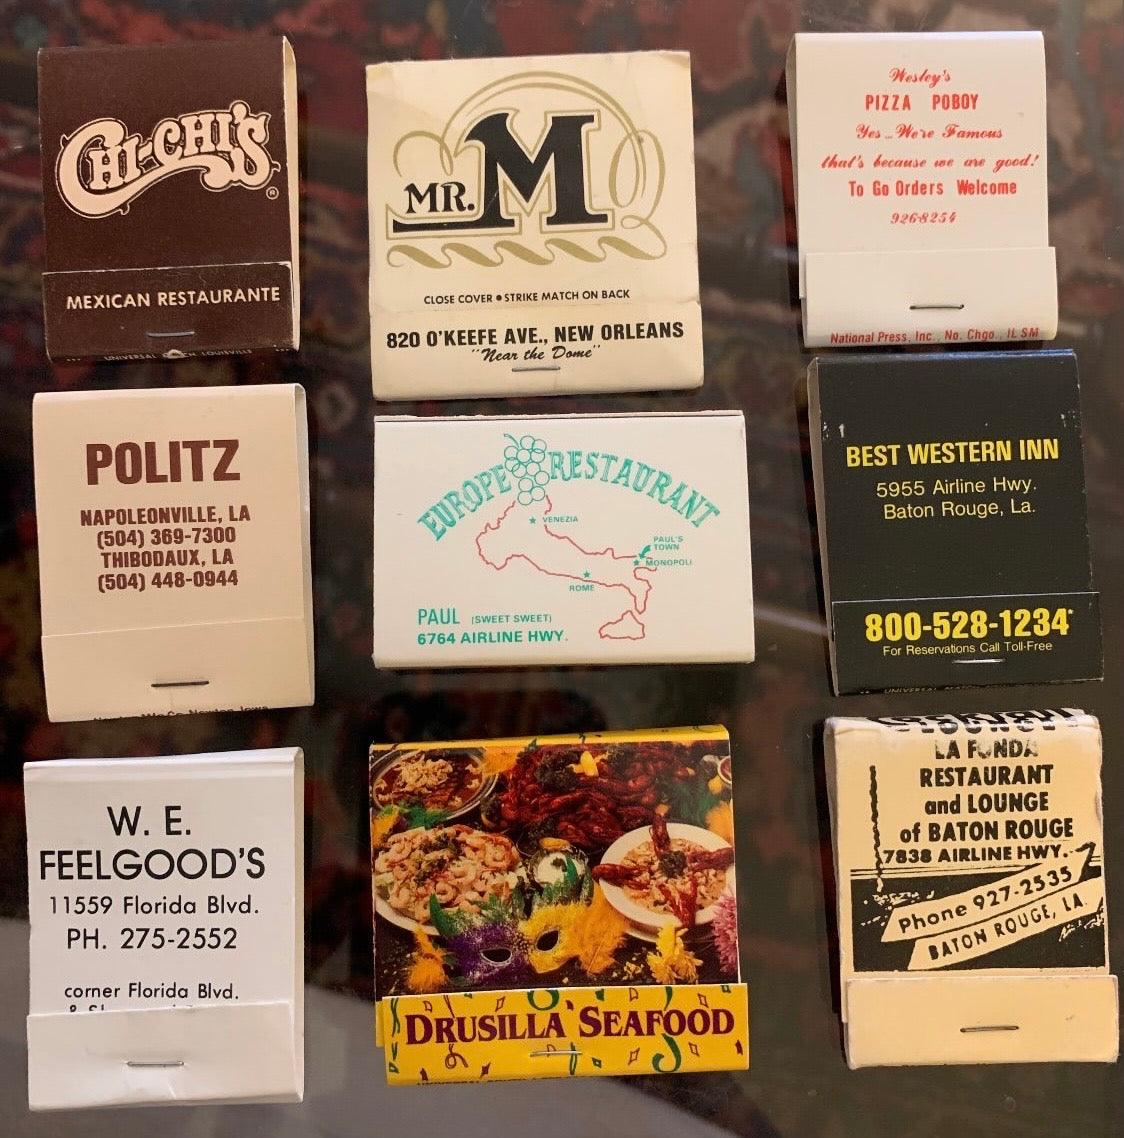 CHI-CHI'S®
MEXICAN RESTAURANTE
UNIVERSAL LOUISVILLE
MR. M
CLOSE COVER • STRIKE MATCH ON BACK
820 O'KEEFE AVE., NEW ORLEANS
"Near the Dome"
Wesley's
PIZZA POBOY
Yes... We're Famous
that's because we are good!
To Go Orders Welcome
926-8254
National Press, Inc., No. Chgo., IL SM
POLITZ
NAPOLEONVILLE, LA
(504) 369-7300
THIBODAUX, LA
(504) 448-0944
EUROPE RESTAURANT
VENEZIA
PAUL'S
TOWN
MONOPOLI
ROME
PAUL (SWEET SWEET)
6764 AIRLINE HWY.
BEST WESTERN INN
5955 Airline Hwy.
Baton Rouge, La.
800-528-1234*
For Reservations Call Toll-Free
W. E.
FEELGOOD'S
11559 Florida Blvd.
PH. 275-2552
corner Florida Blvd.
&
DRUSILLA SEAFOOD
LOUNGE
LA FONDA
RESTAURANT
and LOUNGE
of BATON ROUGE
7838 AIRLINE HWY.
Phone 927-2535
BATON ROUGE, LA.